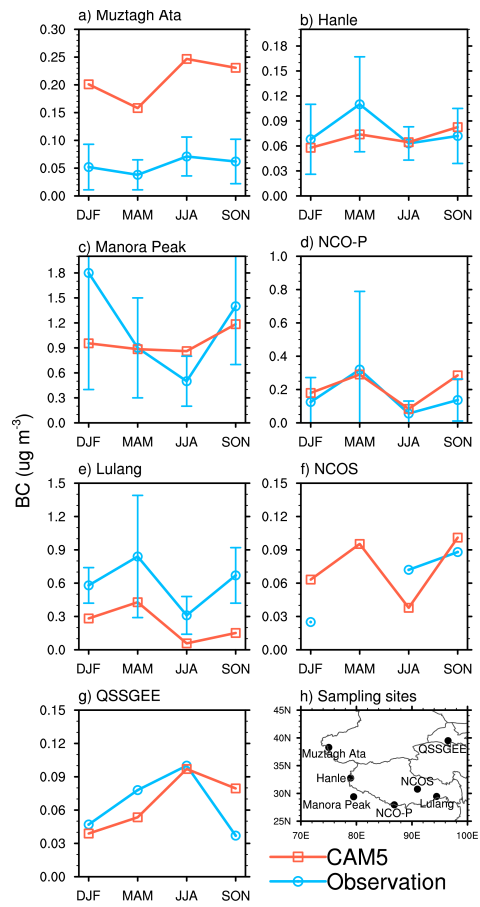 a) Muztagh Ata
0.30
0.25
0.20
0.15
0.10
0.05
0.00
DJF MAM JJA SON
b) Hanle
0.18
0.15
0.12
0.09
0.06
0.03
0.00
DJF MAM JJA SON
c) Manora Peak
1.8
1.5
1.2
0.9
0.6
0.3
0.0
DJF MAM JJA SON
d) NCO-P
1.0
0.8
0.6
0.4
0.2
0.0
DJF MAM JJA SON
BC (ug m-3)
e) Lulang
1.5
1.2
0.9
0.6
0.3
0.0
DJF MAM JJA SON
f) NCOS
0.15
0.12
0.09
0.06
0.03
0.00
DJF MAM JJA SON
g) QSSGEE
0.15
0.12
0.09
0.06
0.03
0.00
DJF MAM JJA SON
h) Sampling sites
45N
40N
35N
30N
25N
Muztagh Ata
QSSGEE
Hanle
NCOS
Manora Peak
NCO-P
Lulang
70E 80E 90E 100E
CAM5
Observation